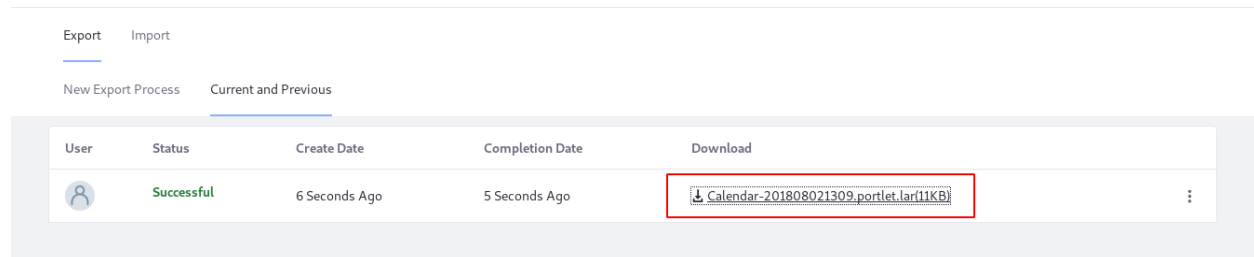 Export Import
New Export Process Current and Previous
User Status Create Date Completion Date Download
Successful 6 Seconds Ago 5 Seconds Ago Calendar-201808021309.portlet.lar(11KB)